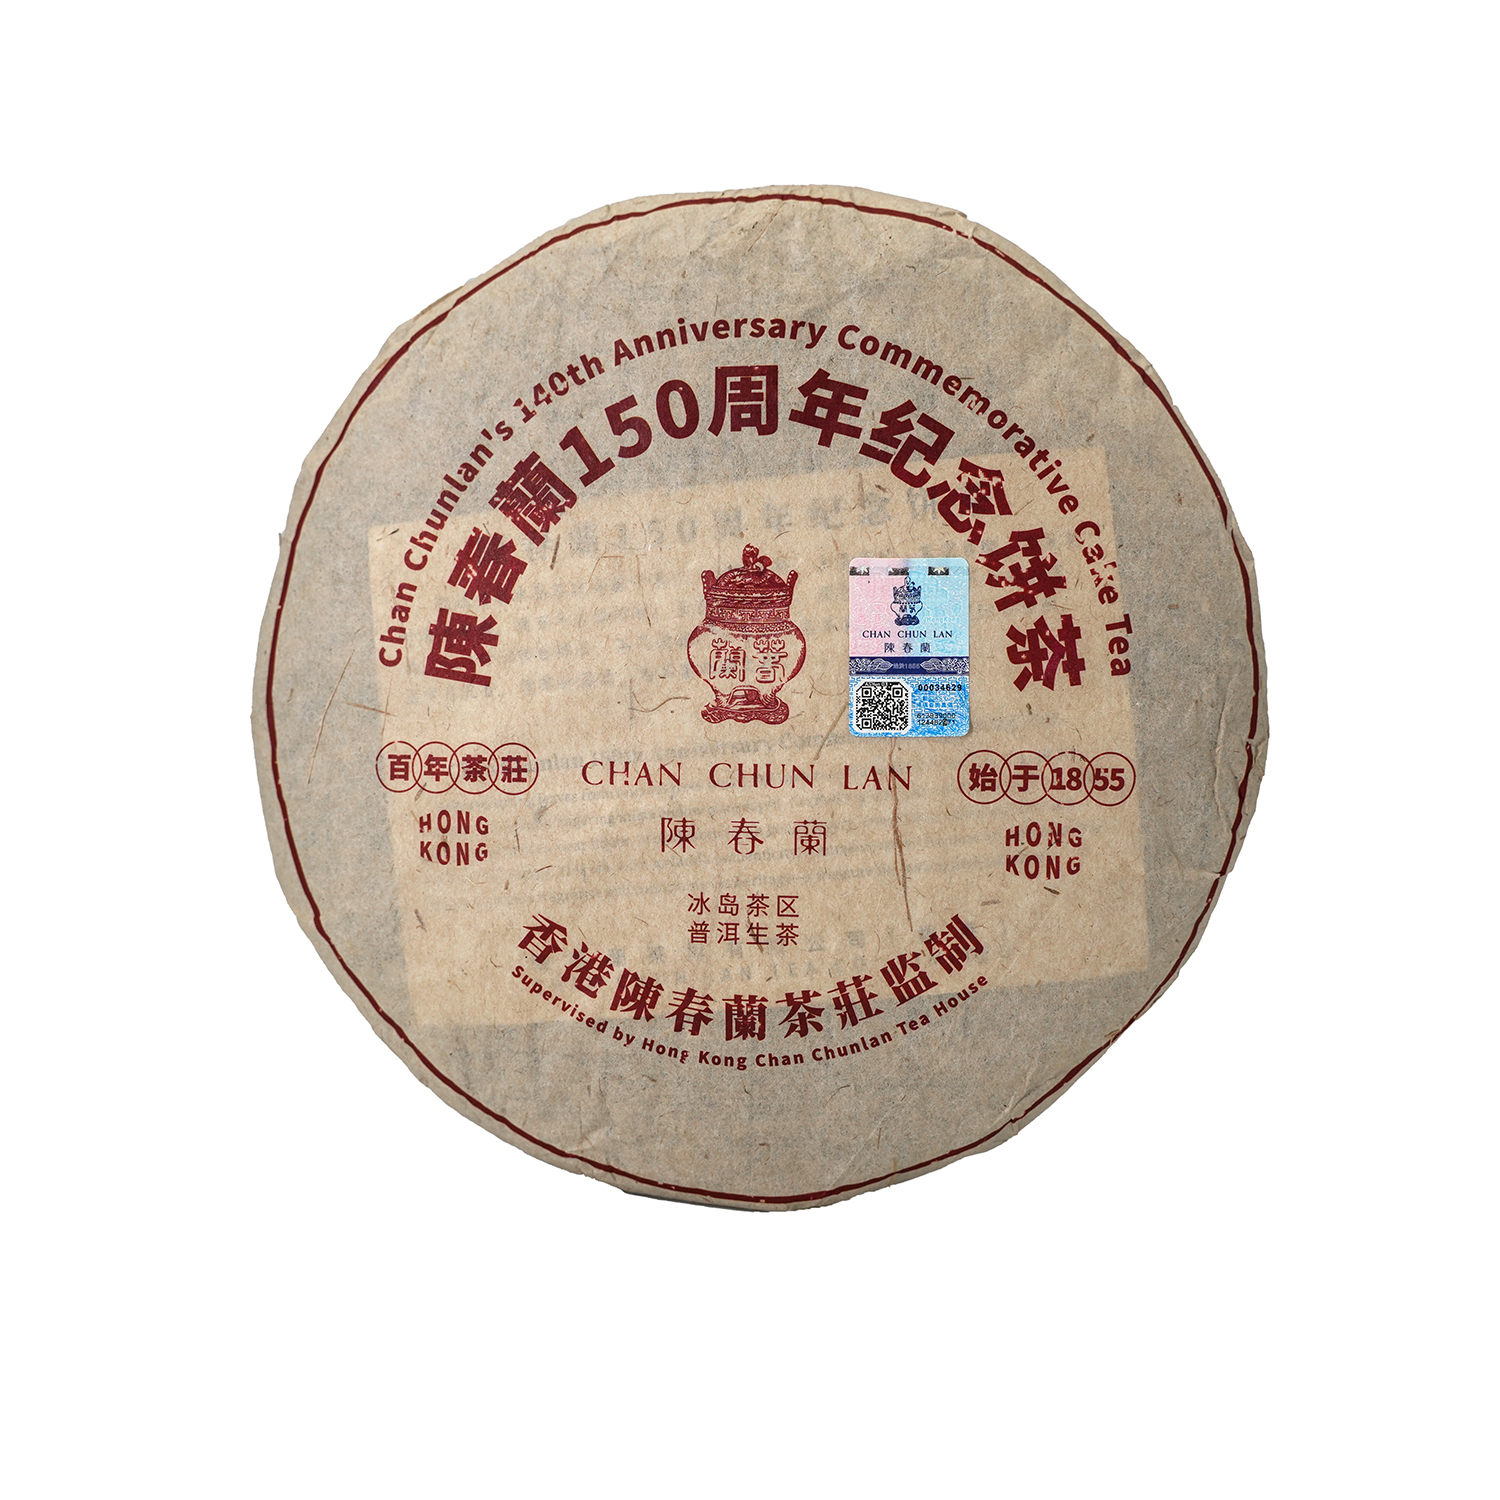 Chan Chunlan's 140th Anniversary Commemorative Cake Tea
陳春蘭150周年纪念饼茶
蘭春
CHAN CHUN LAN
陳春蘭
00034629
百年茶莊
CHAN CHUN LAN
始于1855
HONG
KONG
陳春蘭
HONG
KONG
冰岛茶区
普洱生茶
香港陳春蘭茶莊监制
Supervised by Hong Kong Chan Chunlan Tea House